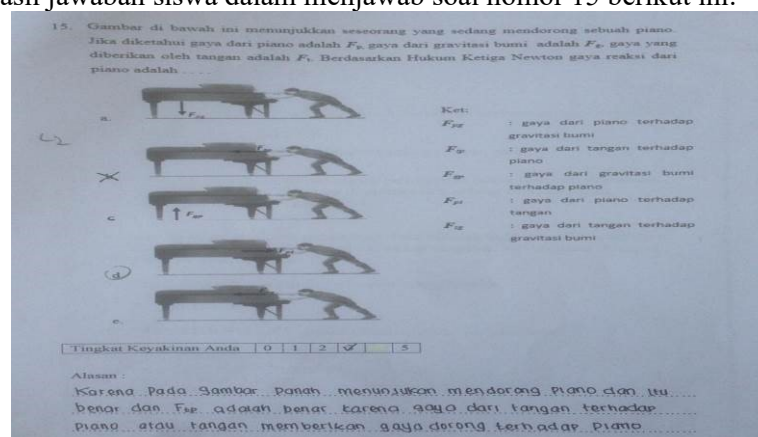 asil jawaban siswa dalam menjawab soal nomor 15 berikut ini:
15. Gambar di bawah ini menunjukkan seseorang yang sedang mendorong sebuah piano.
Jika diketahui gaya dari piano adalah Fp, gaya dari gravitasi bumi adalah Fg, gaya yang
diberikan oleh tangan adalah Ft. Berdasarkan Hukum Ketiga Newton gaya reaksi dari
piano adalah . . . .
a.
Ket:
Fpg : gaya dari piano terhadap
gravitasi bumi
Ftp : gaya dari tangan terhadap
piano
Fgp : gaya dari gravitasi bumi
terhadap piano
c.
Fpt : gaya dari piano terhadap
tangan
Ftg : gaya dari tangan terhadap
gravitasi bumi
d
e.
Tingkat Keyakinan Anda 0 1 2 5
Alasan :
Karena Pada Gambar Panah menunjukan mendorong Piano dan itu
benar dan Ftp adalah benar karena gaya dari tangan terhadap
Piano atau tangan memberikan gaya dorong terhadap Piano